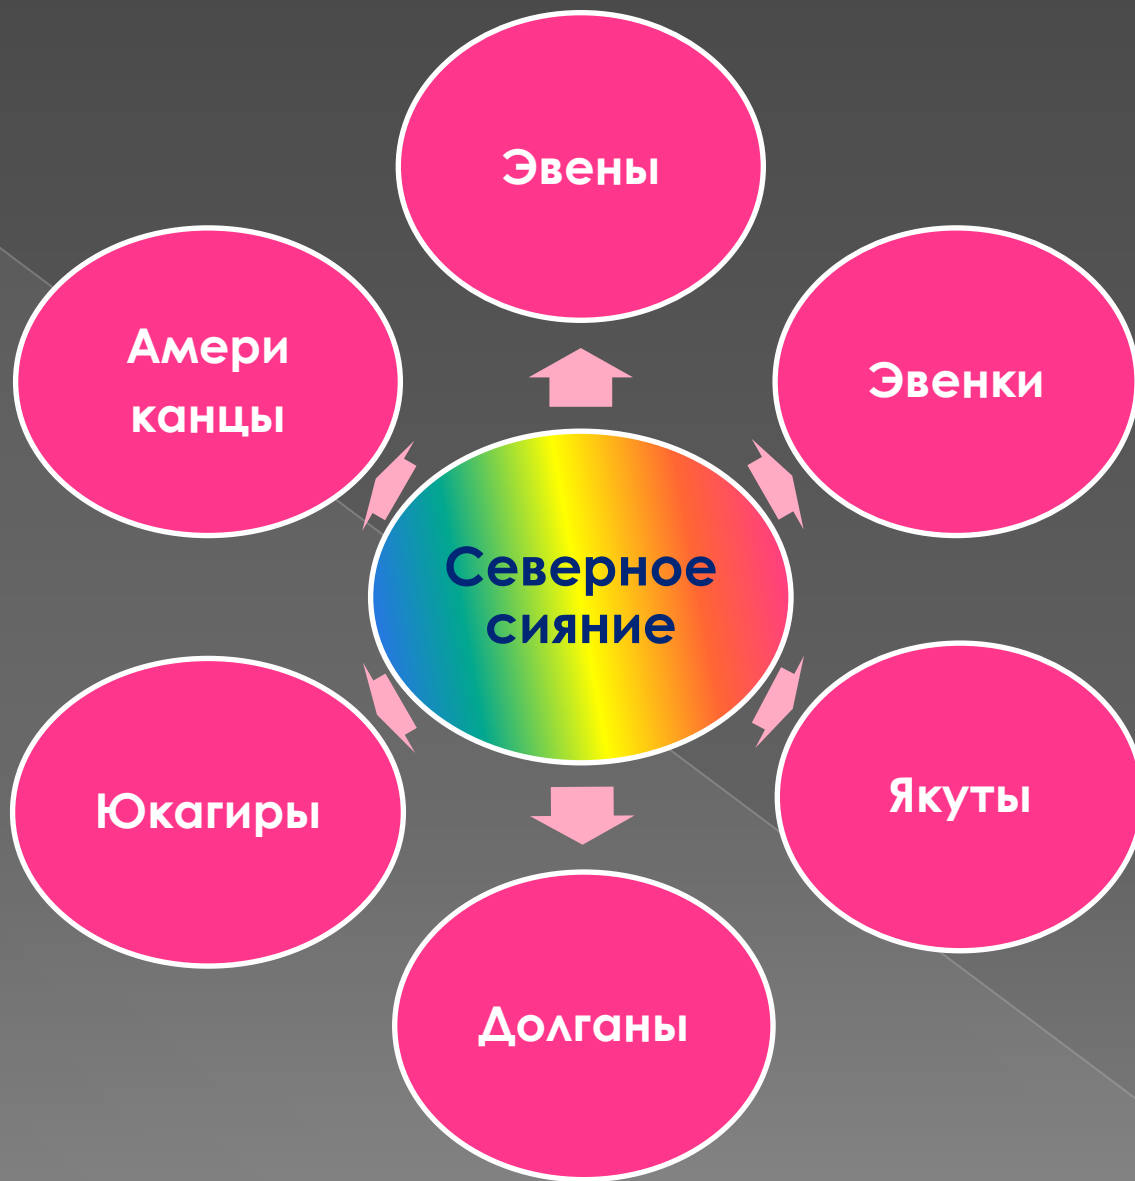 Эвены
Амери
канцы
Эвенки
Северное
сияние
Юкагиры
Якуты
Долганы